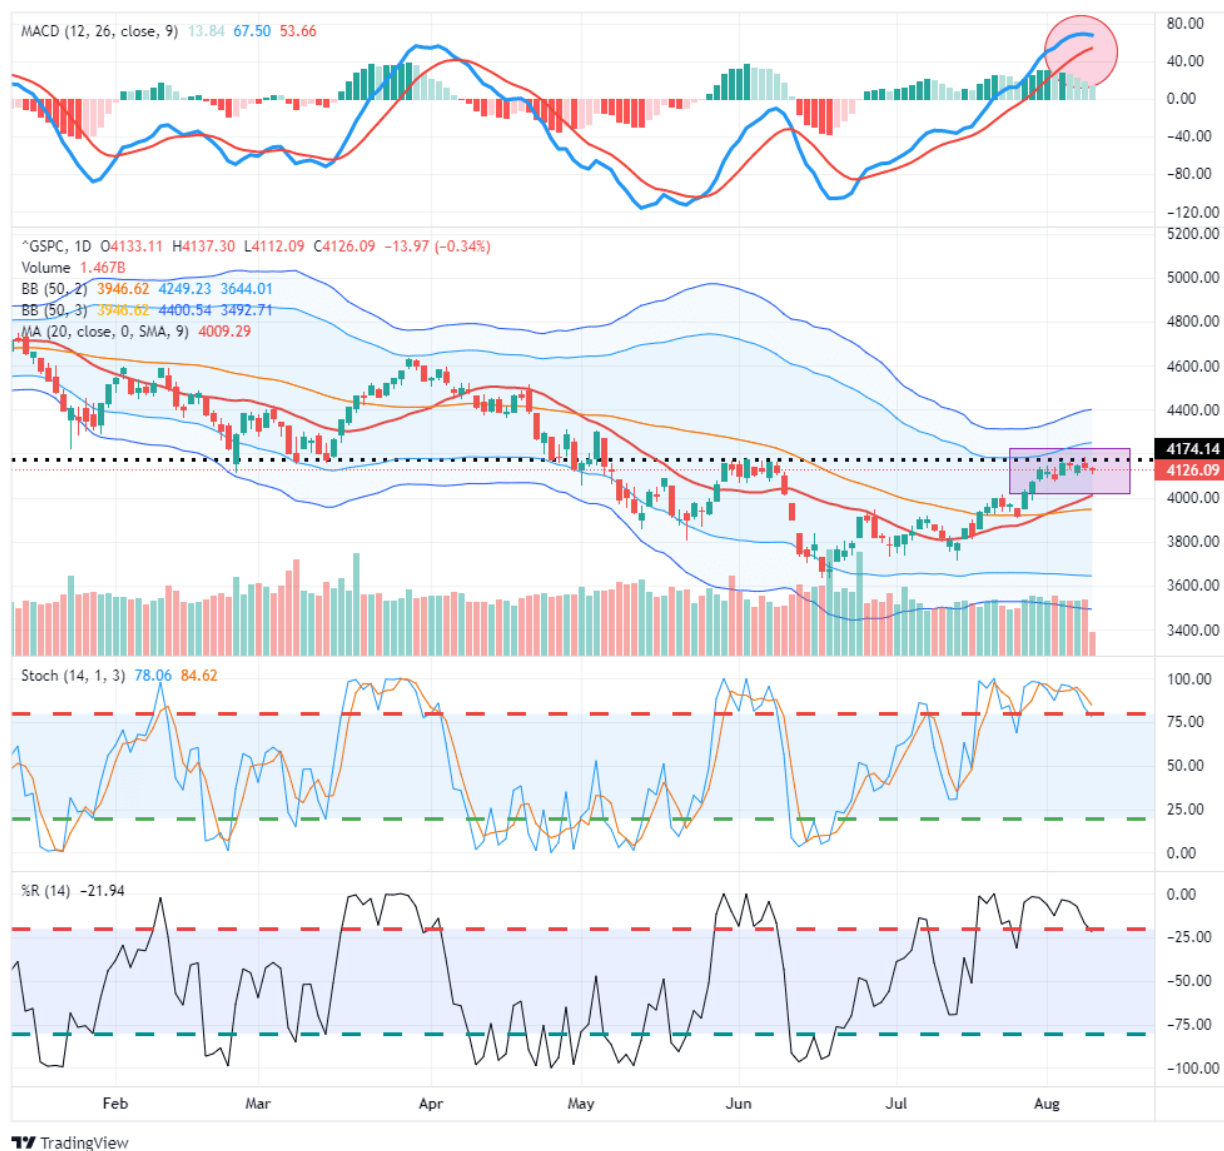 MACD (12, 26, close, 9) 13.84 67.50 53.66
80.00
40.00
0.00
−40.00
−80.00
−120.00
^GSPC, 1D O4133.11 H4137.30 L4112.09 C4126.09 −13.97 (−0.34%)
Volume 1.467B
BB (50, 2) 3946.62 4249.23 3644.01
BB (50, 3) 3946.62 4400.54 3492.71
MA (20, close, 0, SMA, 9) 4009.29
5200.00
5000.00
4800.00
4600.00
4400.00
4174.14
4126.09
4000.00
3800.00
3600.00
3400.00
Stoch (14, 1, 3) 78.06 84.62
100.00
75.00
50.00
25.00
0.00
%R (14) −21.94
0.00
−25.00
−50.00
−75.00
−100.00
Feb Mar Apr May Jun Jul Aug
TradingView